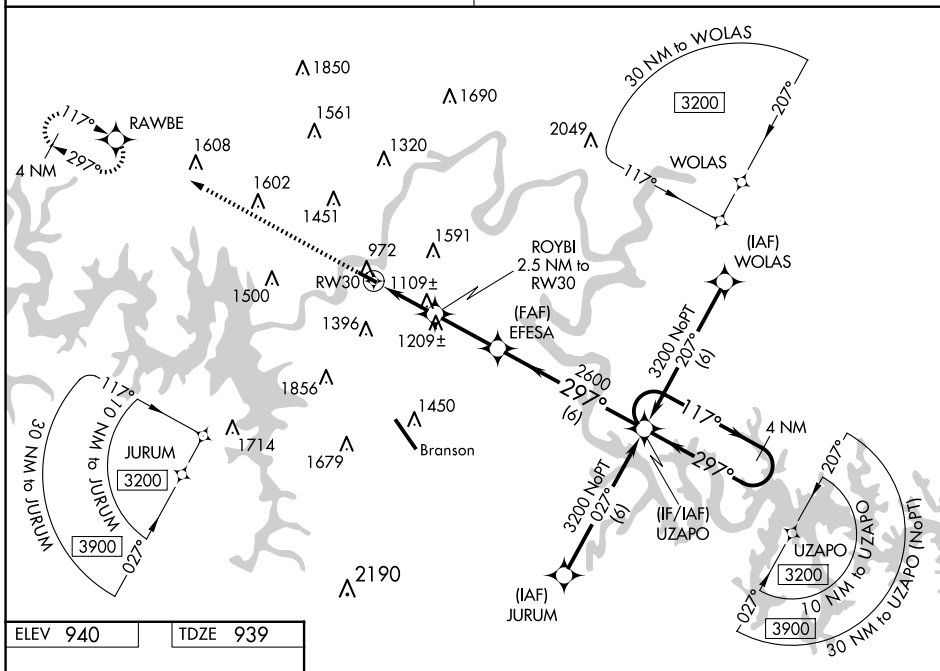 30 NM to WOLAS
3200
207°
WOLAS
117°
1850
1690
1561
2049
117°
RAWBE
4 NM
297°
1608
1320
1602
1451
972
1591
ROYBI
2.5 NM to
RW30
(IAF)
WOLAS
RW30
1109±
1500
(FAF)
EFESA
1396
1209±
3200 NoPT
207°
(6)
2600
297°
(6)
1856
117°
4 NM
117°
30 NM to JURUM
10 NM to JURUM
JURUM
3200
3900
027°
1714
1450
1679
Branson
297°
207°
3200 NoPT
027°
(6)
(IF/IAF)
UZAPO
UZAPO
3200
10 NM to UZAPO
027°
3900
30 NM to UZAPO (NoPT)
2190
(IAF)
JURUM
ELEV 940
TDZE 939